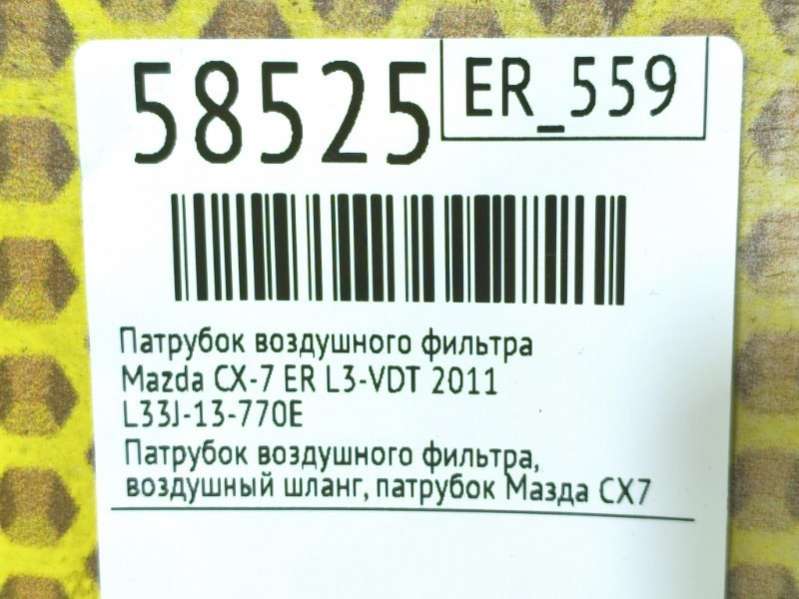 58525
ER_559
Патрубок воздушного фильтра
Mazda CX-7 ER L3-VDT 2011
L33J-13-770E
Патрубок воздушного фильтра,
воздушный шланг, патрубок Мазда СХ7